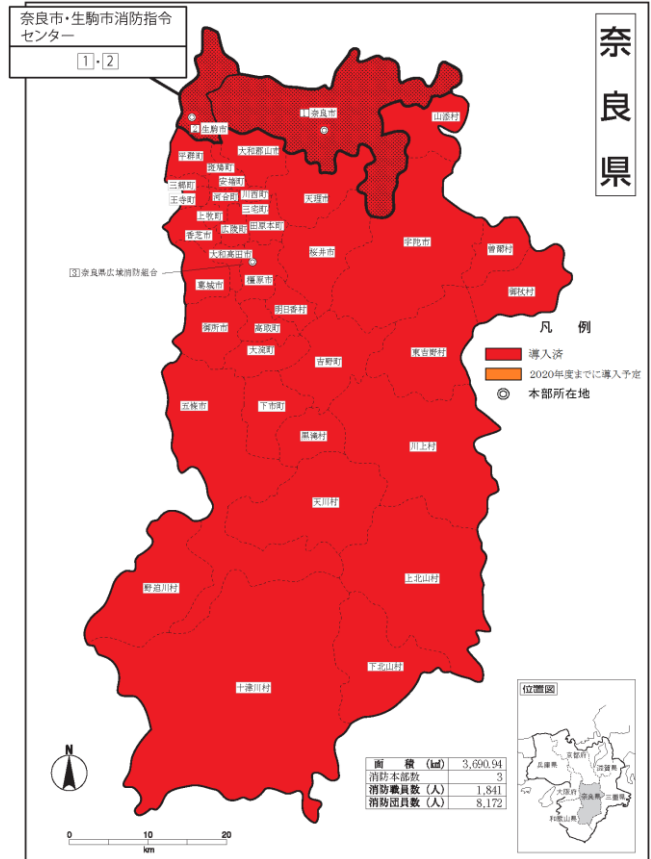 奈良市・生駒市消防指令
センター
1・2
奈良県
1奈良市
2生駒市
山添村
平群町
大和郡山市
斑鳩町
安堵町
三郷町
王寺町
河合町
川西町
三宅町
天理市
上牧町
広陵町
田原本町
香芝市
桜井市
宇陀市
曽爾村
大和高田市
3奈良県広域消防組合
葛城市
橿原市
御杖村
明日香村
御所市
高取町
大淀町
吉野町
東吉野村
凡例
導入済
2020年度までに導入予定
本部所在地
五條市
下市町
黒滝村
川上村
天川村
野迫川村
上北山村
下北山村
十津川村
位置図
京都府
兵庫県
滋賀県
大阪府
奈良県
三重県
和歌山県
N
0 10 20
km
面積(㎢) 3,690.94
消防本部数 3
消防職員数(人) 1,841
消防団員数(人) 8,172